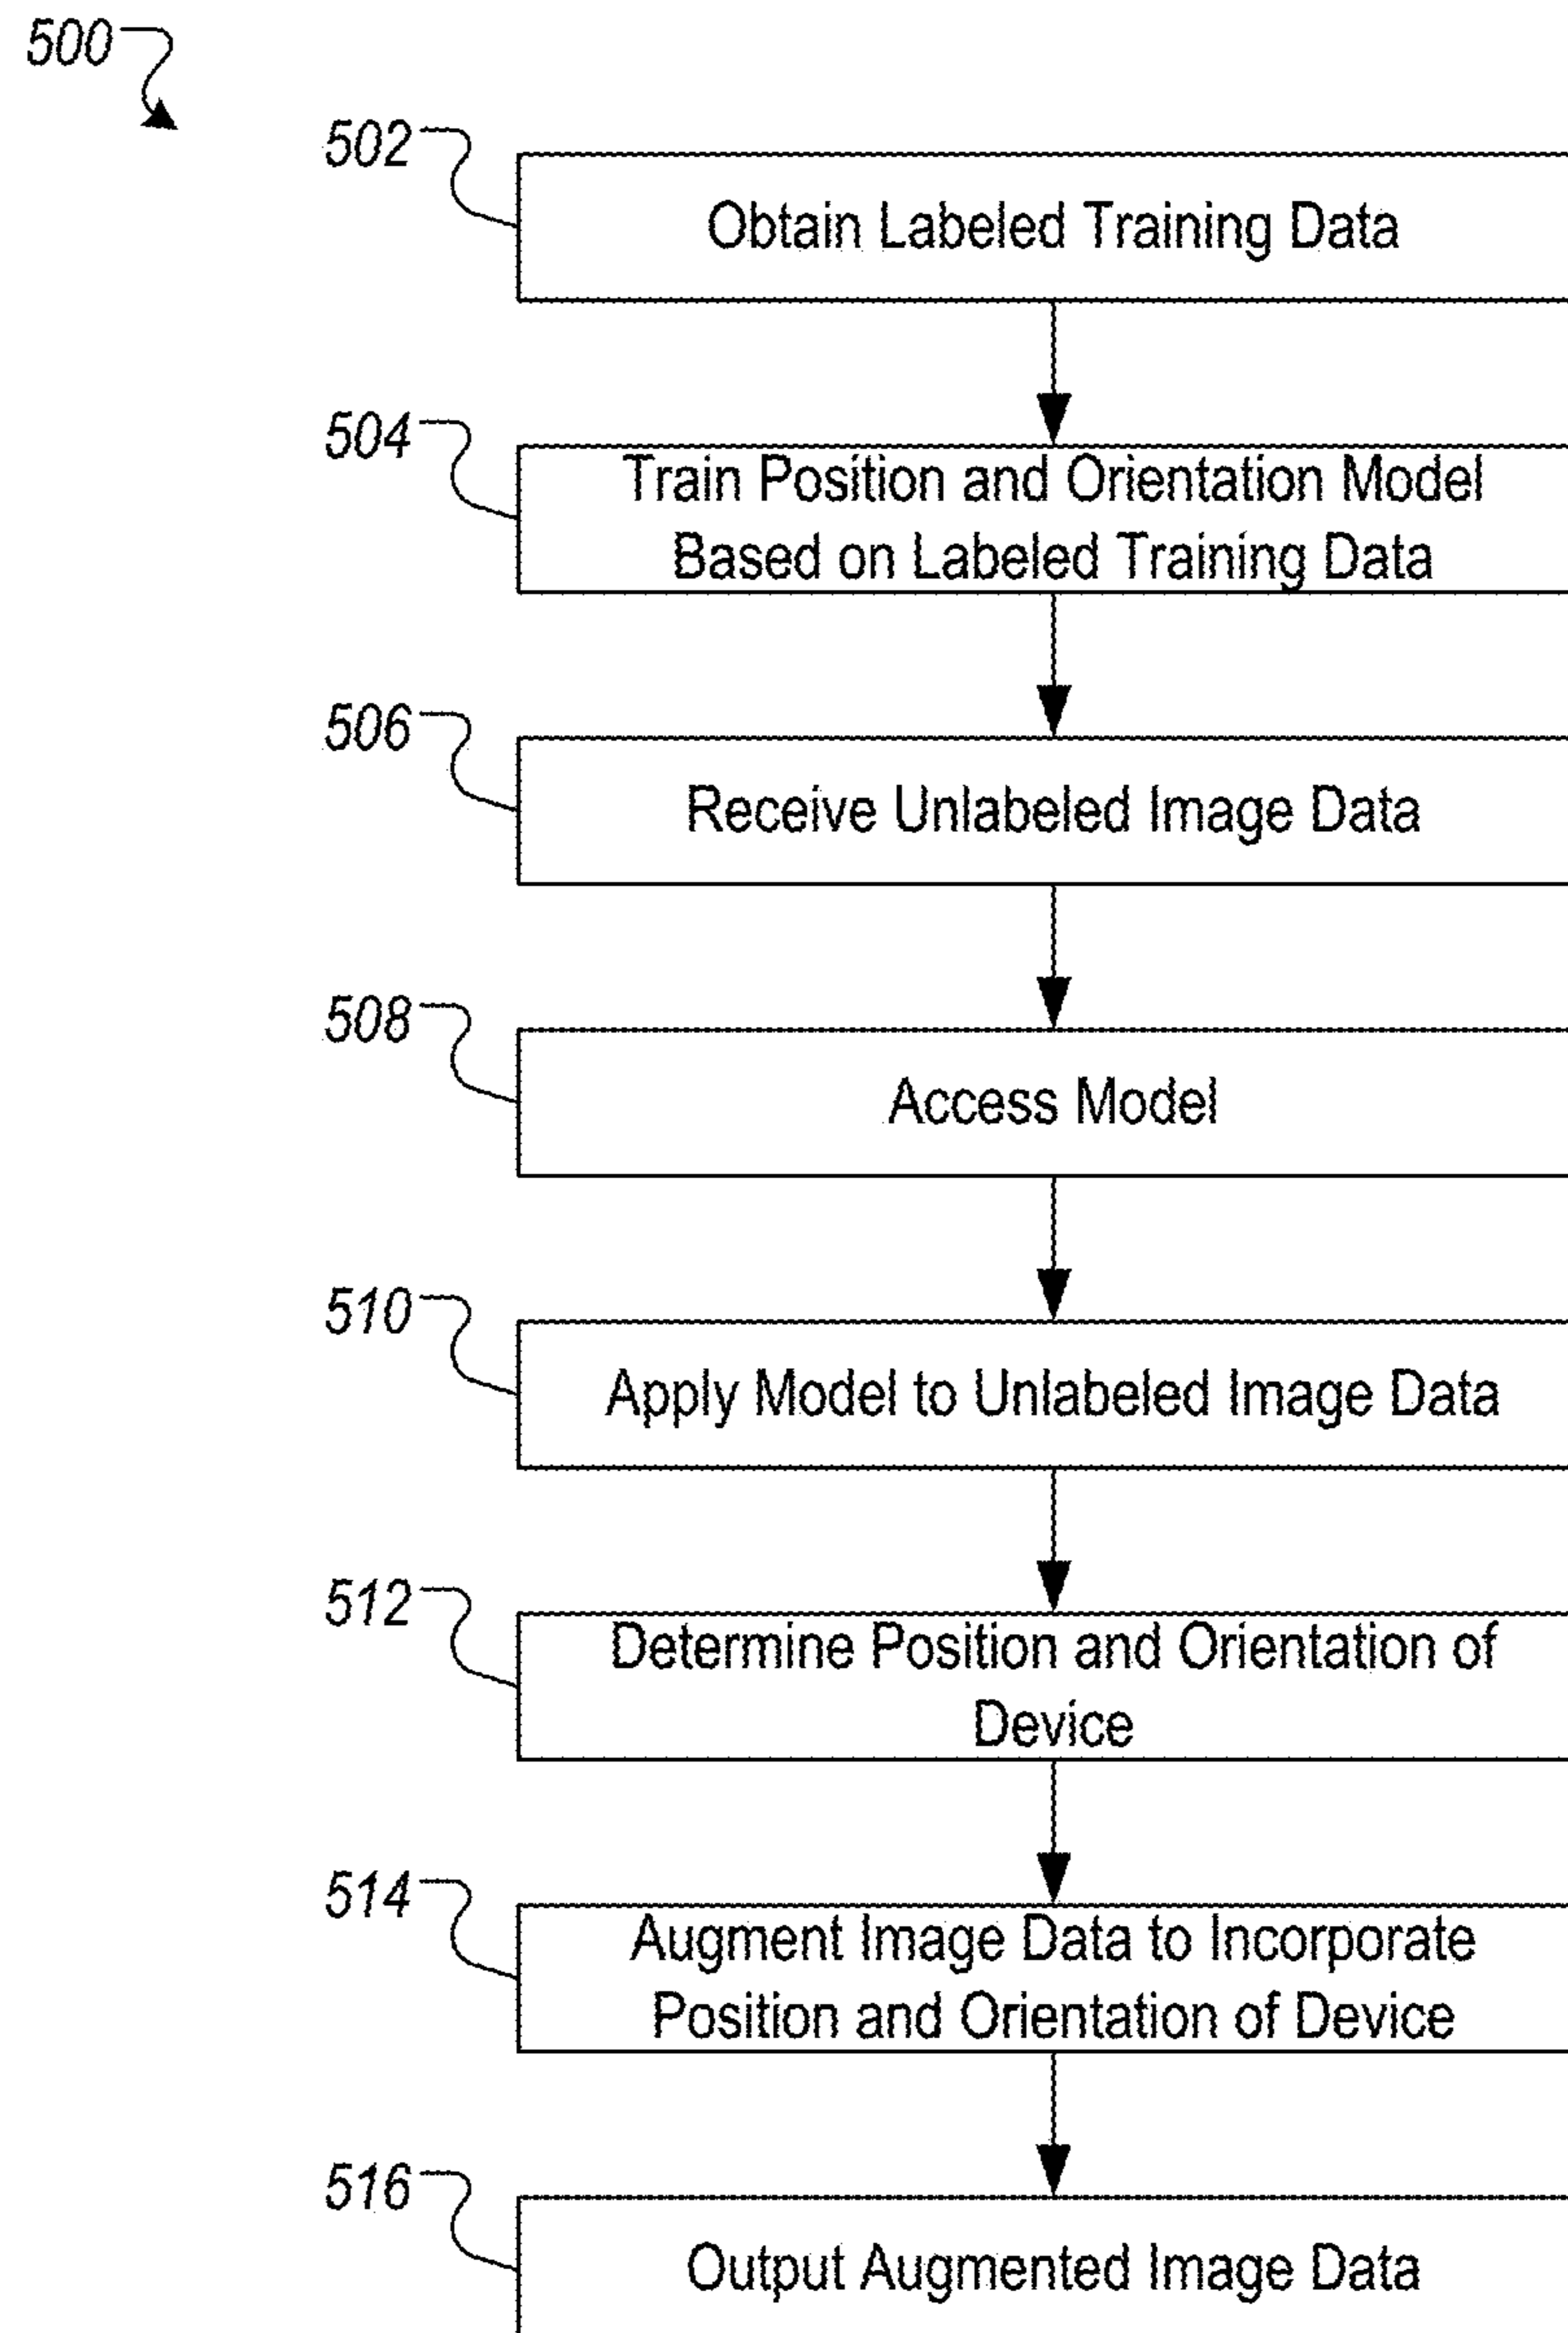 500
502
Obtain Labeled Training Data
504
Train Position and Orientation Model
Based on Labeled Training Data
506
Receive Unlabeled Image Data
508
Access Model
510
Apply Model to Unlabeled Image Data
512
Determine Position and Orientation of
Device
514
Augment Image Data to Incorporate
Position and Orientation of Device
516
Output Augmented Image Data